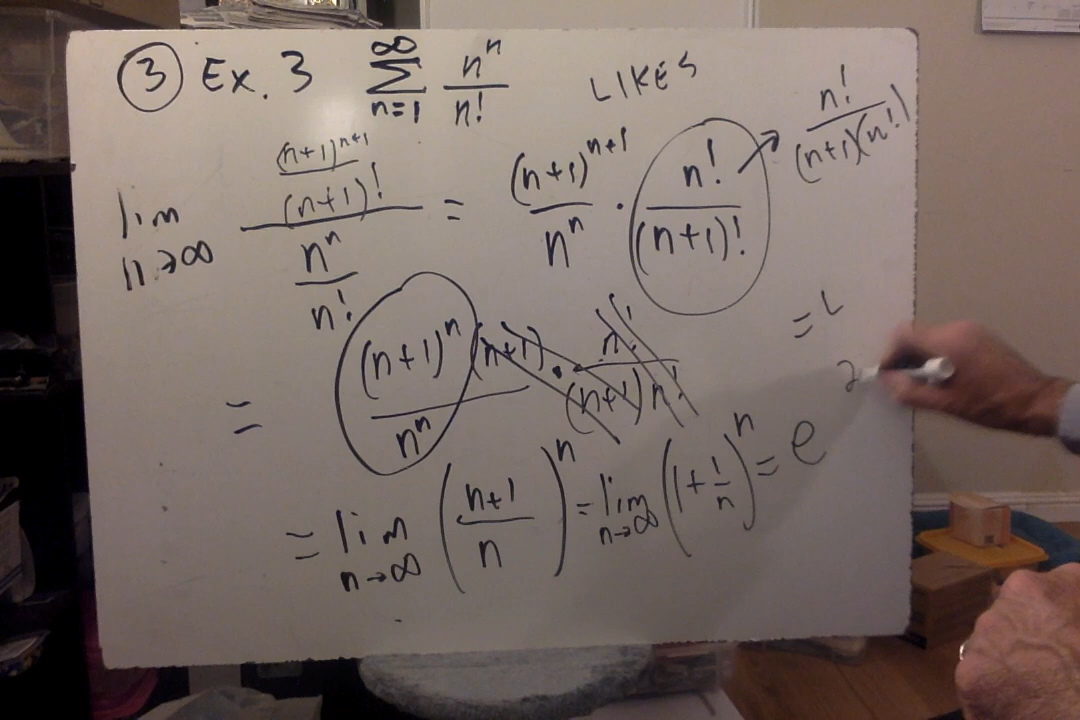 ③ Ex. 3 ∑_{n=1}^{∞} n^n / n! LIKES
lim_{n→∞} ((n+1)^{n+1} / (n+1)!) / (n^n / n!) = (n+1)^{n+1} / n^n · n! / (n+1)! → n! / (n+1)(n!)
= (n+1)^n (n+1) / n^n · n! / (n+1) n! = L
= lim_{n→∞} ((n+1) / n)^n = lim_{n→∞} (1 + 1/n)^n = e
2